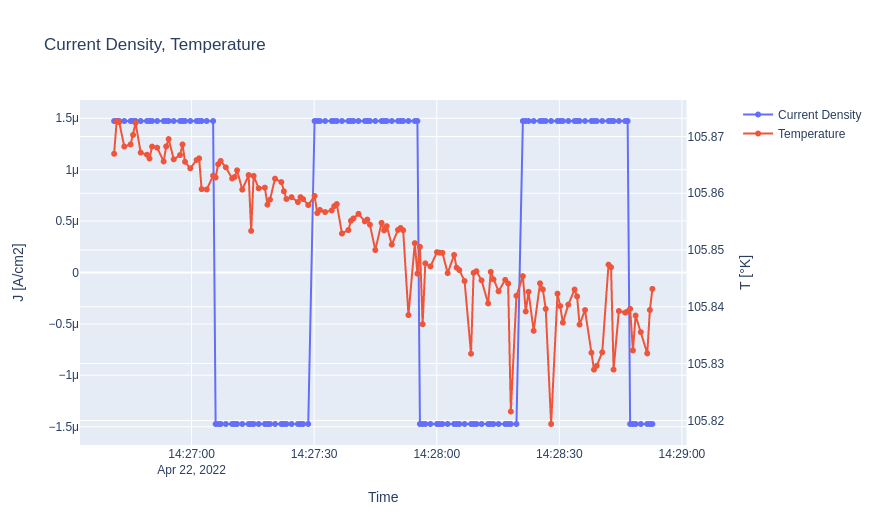 Current Density, Temperature
Current Density
Temperature
1.5μ
1μ
0.5μ
0
−0.5μ
−1μ
−1.5μ
J [A/cm2]
105.87
105.86
105.85
105.84
105.83
105.82
T [°K]
14:27:00
Apr 22, 2022
14:27:30
14:28:00
14:28:30
14:29:00
Time